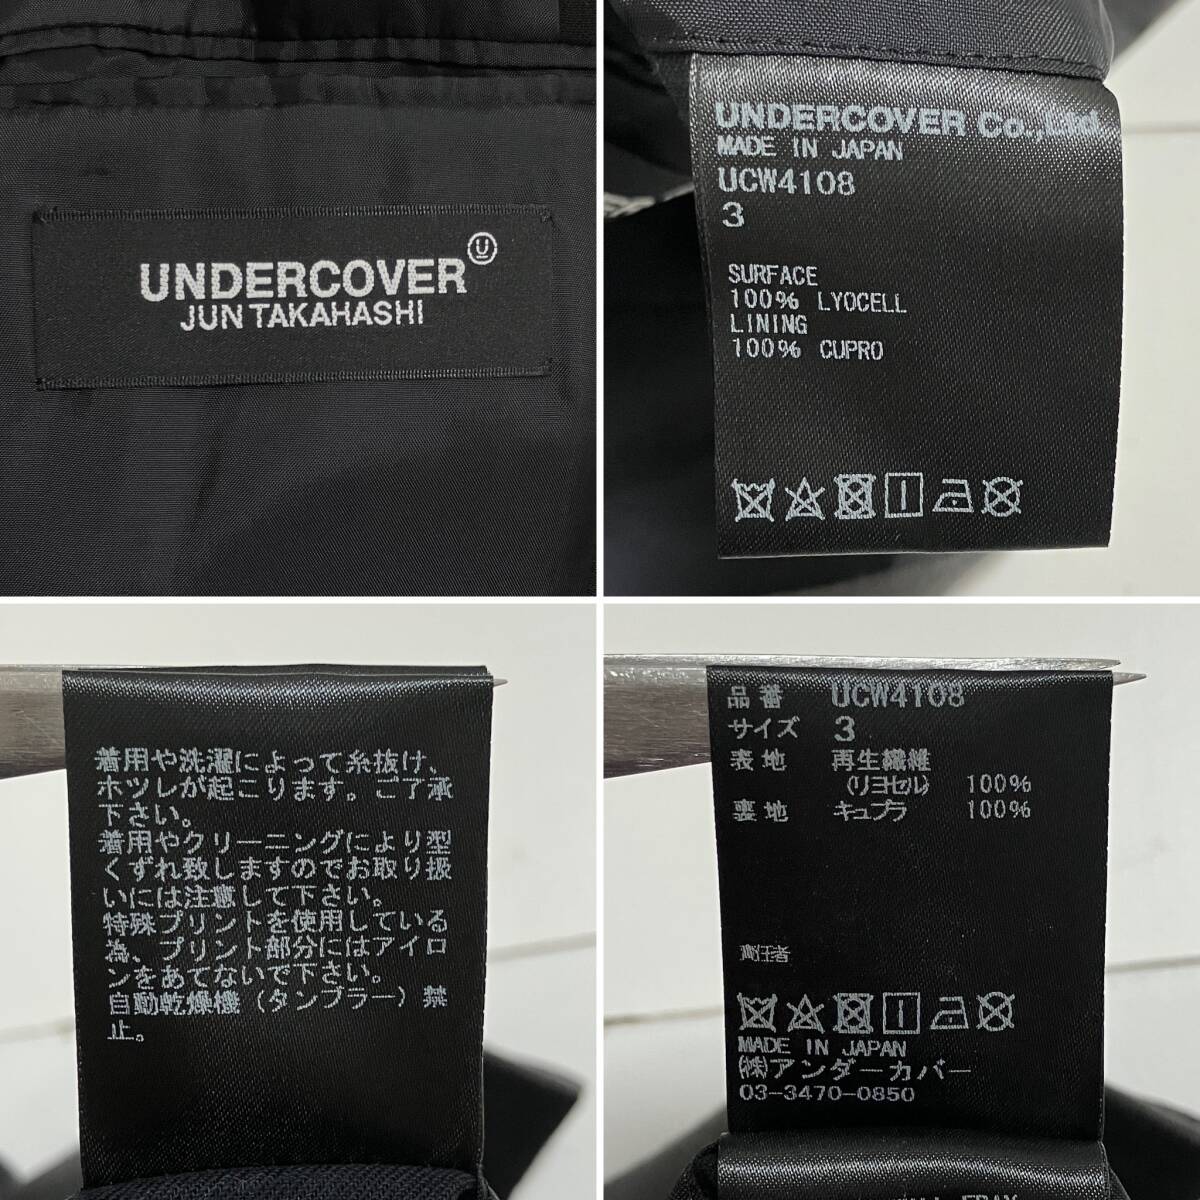 UNDERCOVER
JUN TAKAHASHI
UNDERCOVER Co.,Ltd.
MADE IN JAPAN
UCW4108
3
SURFACE
100% LYOCELL
LINING
100% CUPRO
着用や洗濯によって糸抜け、
ホツレが起こります。ご了承
下さい。
着用やクリーニングにより型
くずれ致しますのでお取り扱
いには注意して下さい。
特殊プリントを使用している
為、プリント部分にはアイロ
ンをあてないで下さい。
自動乾燥機(タンブラー)禁
止。
品番 UCW4108
サイズ 3
表地 再生繊維
(リヨセル) 100%
裏地 キュプラ 100%
責任者
MADE IN JAPAN
㈱アンダーカバー
03-3470-0850